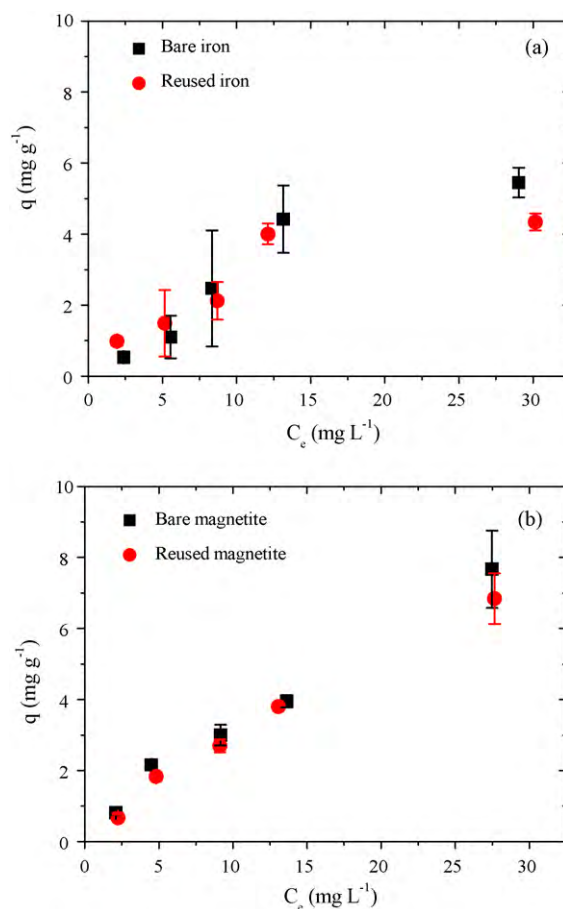 10
(a)
Bare iron
8
Reused iron
6
q (mg g⁻¹)
4
2
0
0 5 10 15 20 25 30
Cₑ (mg L⁻¹)
10
(b)
Bare magnetite
8
Reused magnetite
6
q (mg g⁻¹)
4
2
0
0 5 10 15 20 25 30
Cₑ (mg L⁻¹)